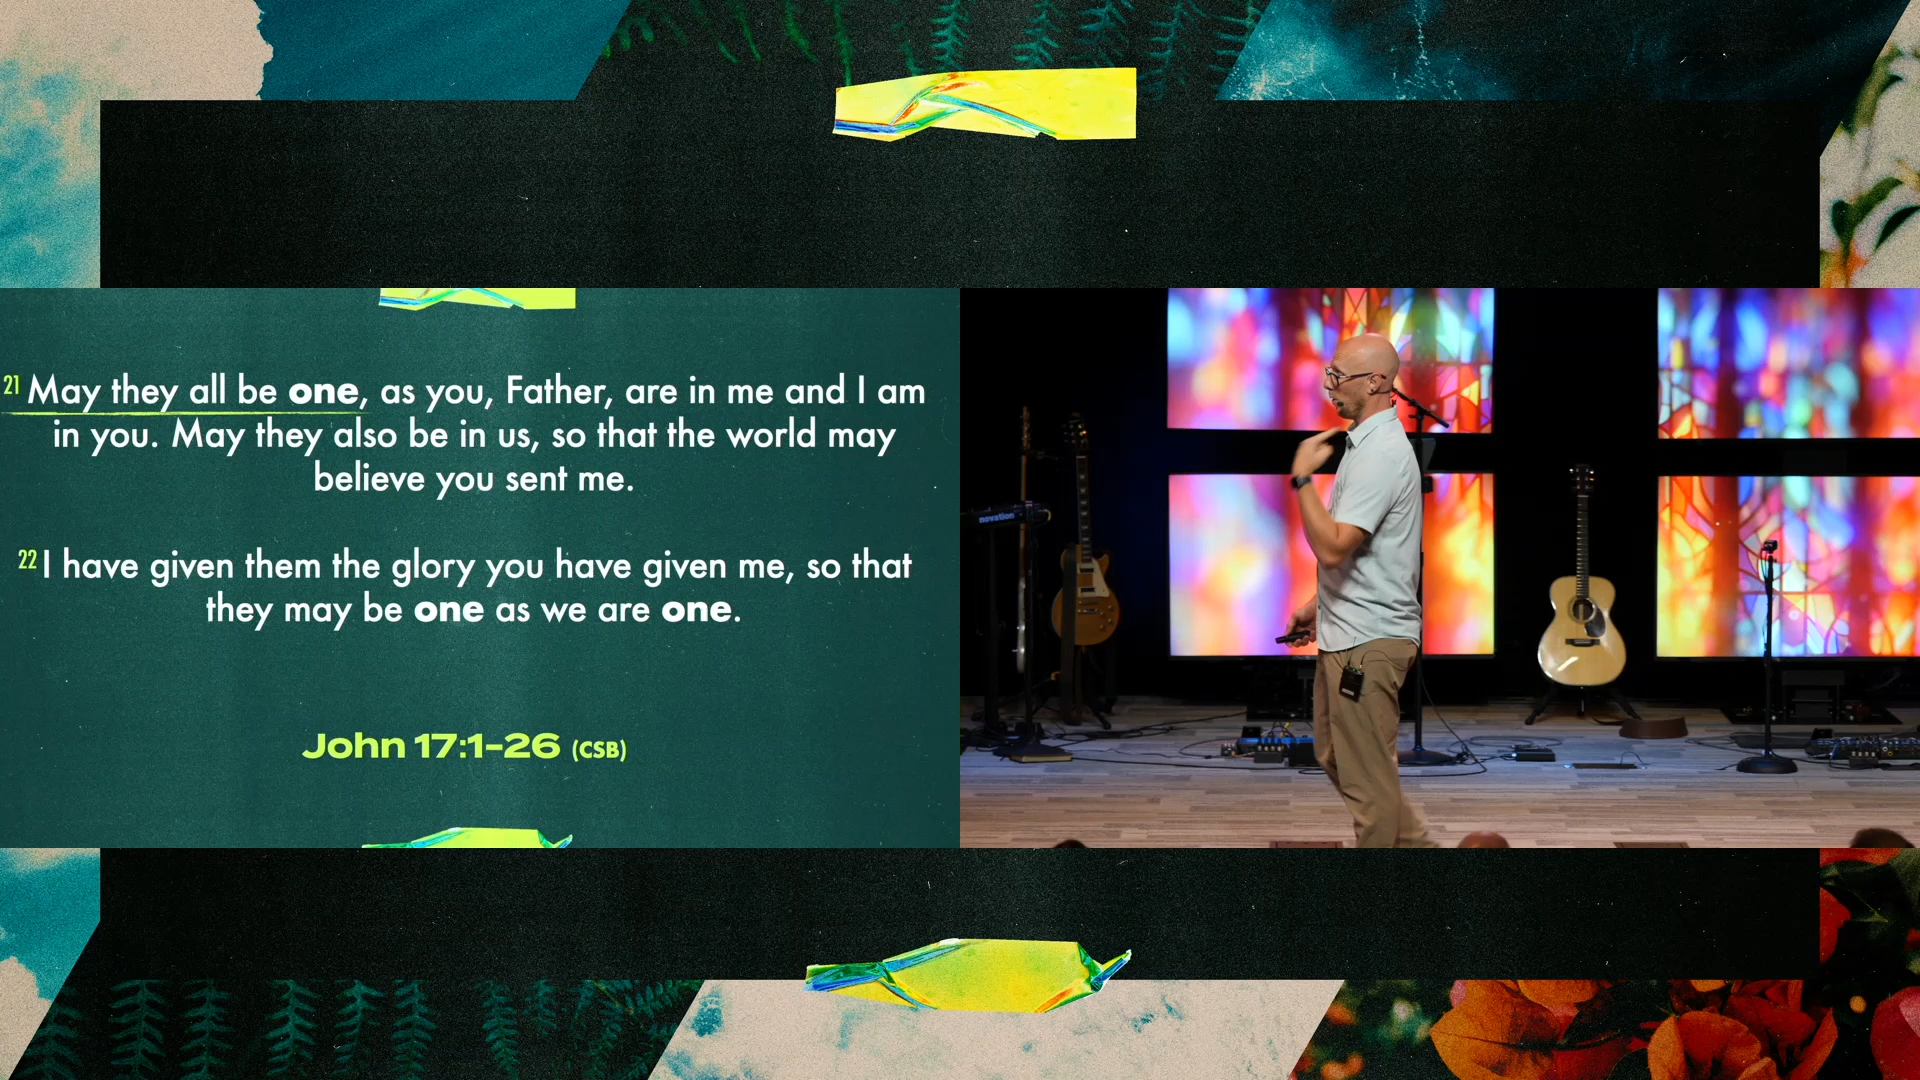 21 May they all be one, as you, Father, are in me and I am
in you. May they also be in us, so that the world may
believe you sent me.
22 I have given them the glory you have given me, so that
they may be one as we are one.
John 17:1-26 (CSB)
novation